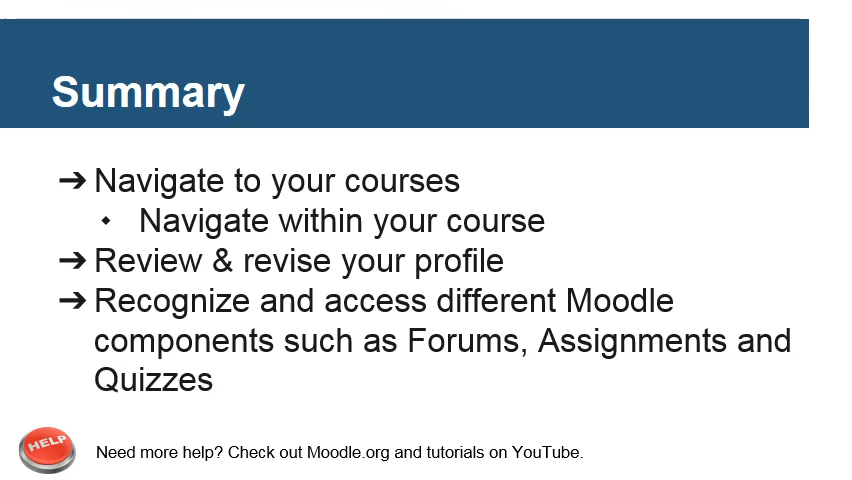 Summary
➔ Navigate to your courses
⬩ Navigate within your course
➔ Review & revise your profile
➔ Recognize and access different Moodle
components such as Forums, Assignments and
Quizzes
HELP
Need more help? Check out Moodle.org and tutorials on YouTube.